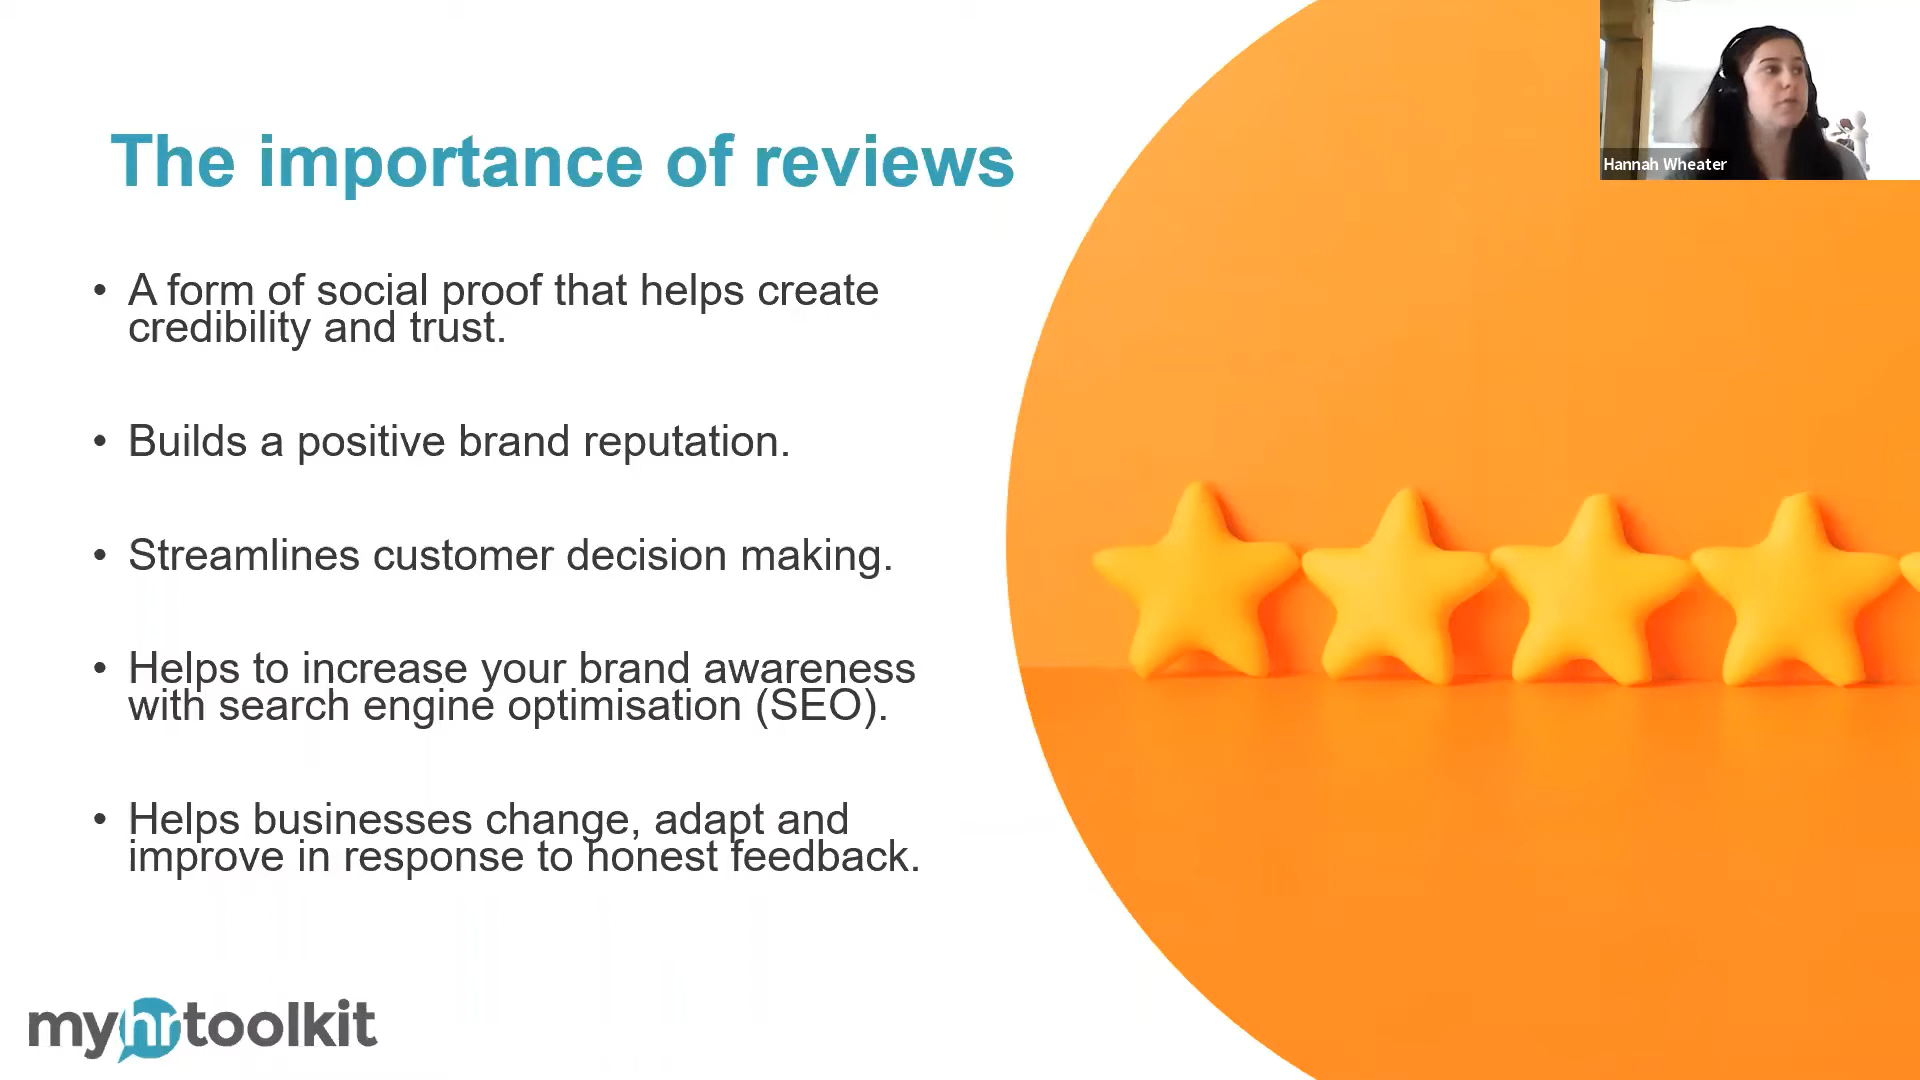 Hannah Wheater
The importance of reviews
• A form of social proof that helps create
credibility and trust.
• Builds a positive brand reputation.
• Streamlines customer decision making.
• Helps to increase your brand awareness
with search engine optimisation (SEO).
• Helps businesses change, adapt and
improve in response to honest feedback.
myhrtoolkit